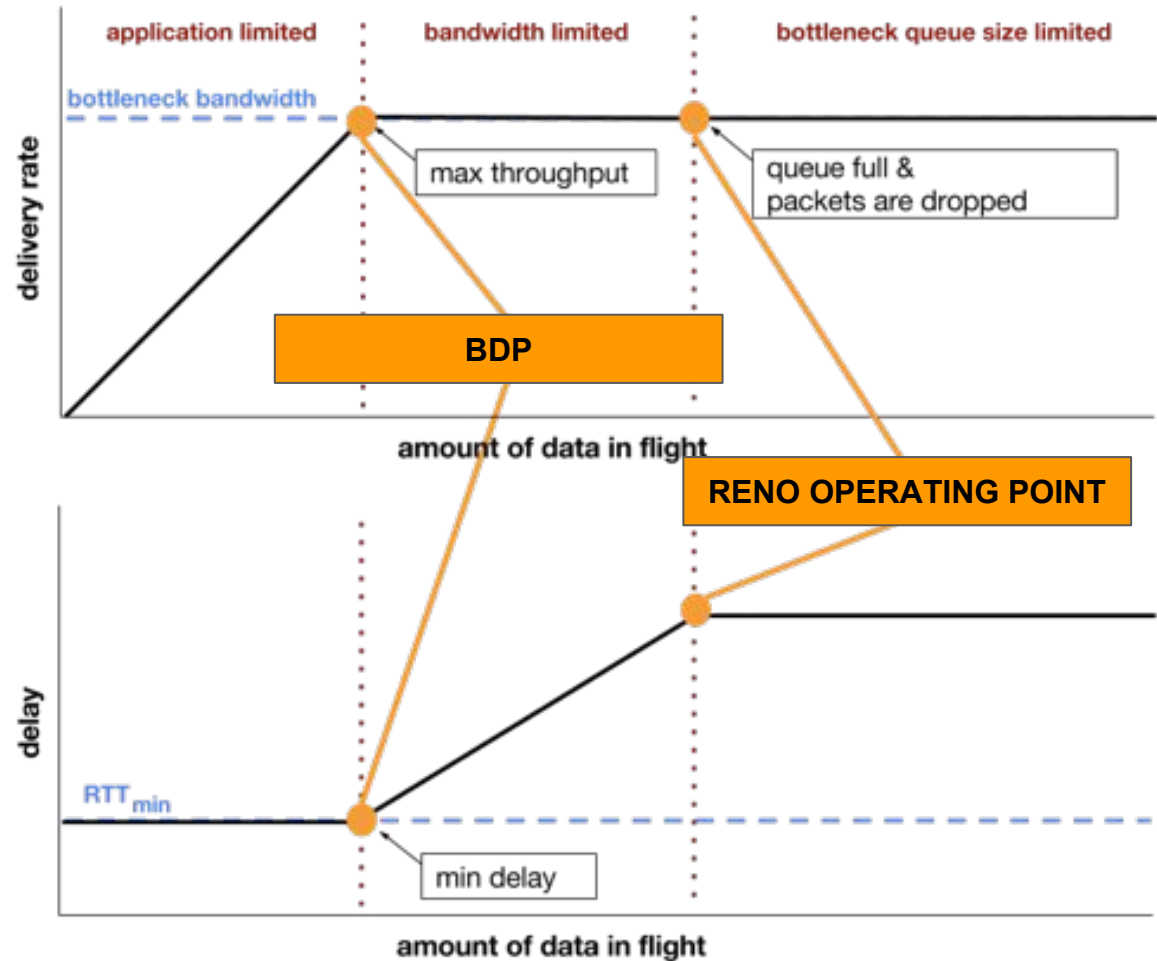 application limited
bandwidth limited
bottleneck queue size limited
bottleneck bandwidth
delivery rate
max throughput
queue full &
packets are dropped
BDP
amount of data in flight
RENO OPERATING POINT
delay
RTTmin
min delay
amount of data in flight